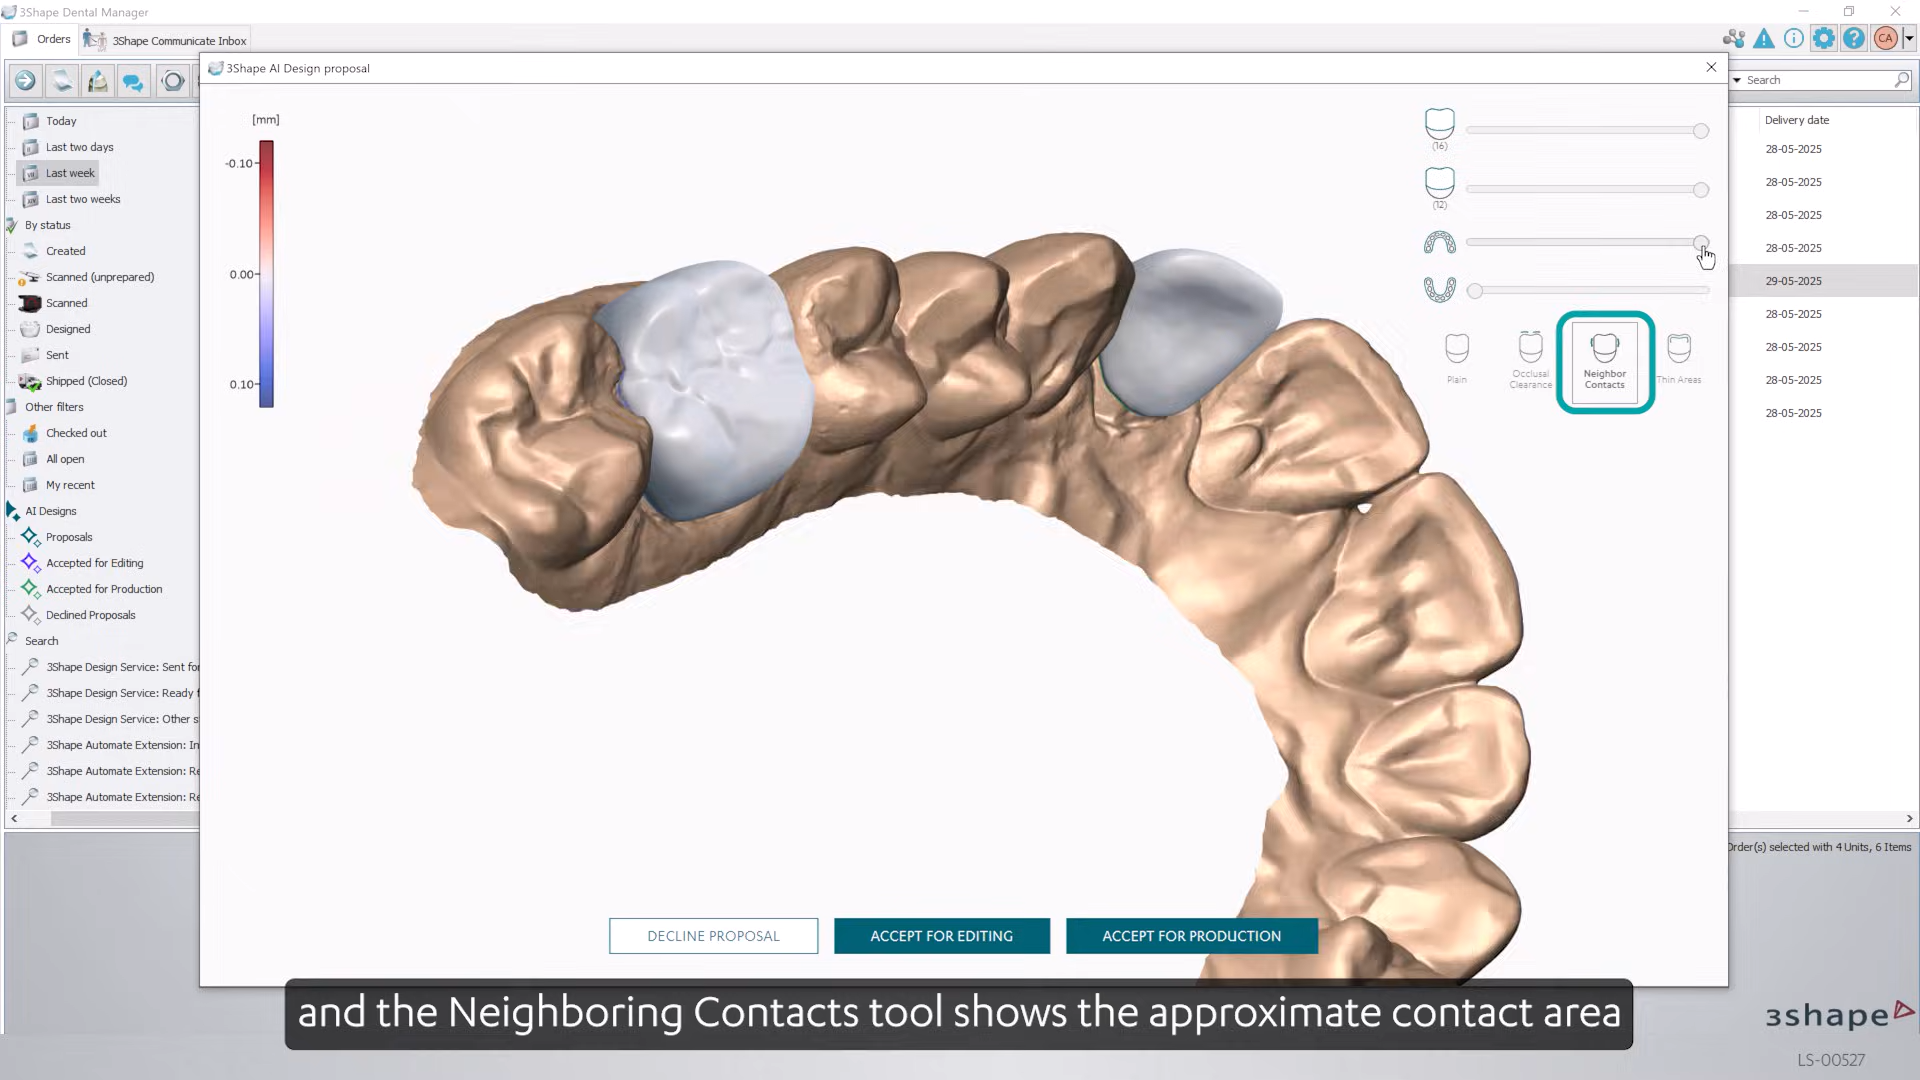 3Shape Dental Manager
Orders
3Shape Communicate Inbox
CA
3Shape AI Design proposal
Search
Today
Last two days
Last week
Last two weeks
By status
Created
Scanned (unprepared)
Scanned
Designed
Sent
Shipped (Closed)
Other filters
Checked out
All open
My recent
AI Designs
Proposals
Accepted for Editing
Accepted for Production
Declined Proposals
Search
3Shape Design Service: Sent for
3Shape Design Service: Ready f
3Shape Design Service: Other s
3Shape Automate Extension: In
3Shape Automate Extension: Re
3Shape Automate Extension: Re
[mm]
-0.10
0.00
0.10
(16)
(12)
Plain
Occlusal Clearance
Neighbor Contacts
Thin Areas
Delivery date
28-05-2025
28-05-2025
28-05-2025
28-05-2025
29-05-2025
28-05-2025
28-05-2025
28-05-2025
28-05-2025
Order(s) selected with 4 Units, 6 Items
DECLINE PROPOSAL
ACCEPT FOR EDITING
ACCEPT FOR PRODUCTION
and the Neighboring Contacts tool shows the approximate contact area
3shape
LS-00527